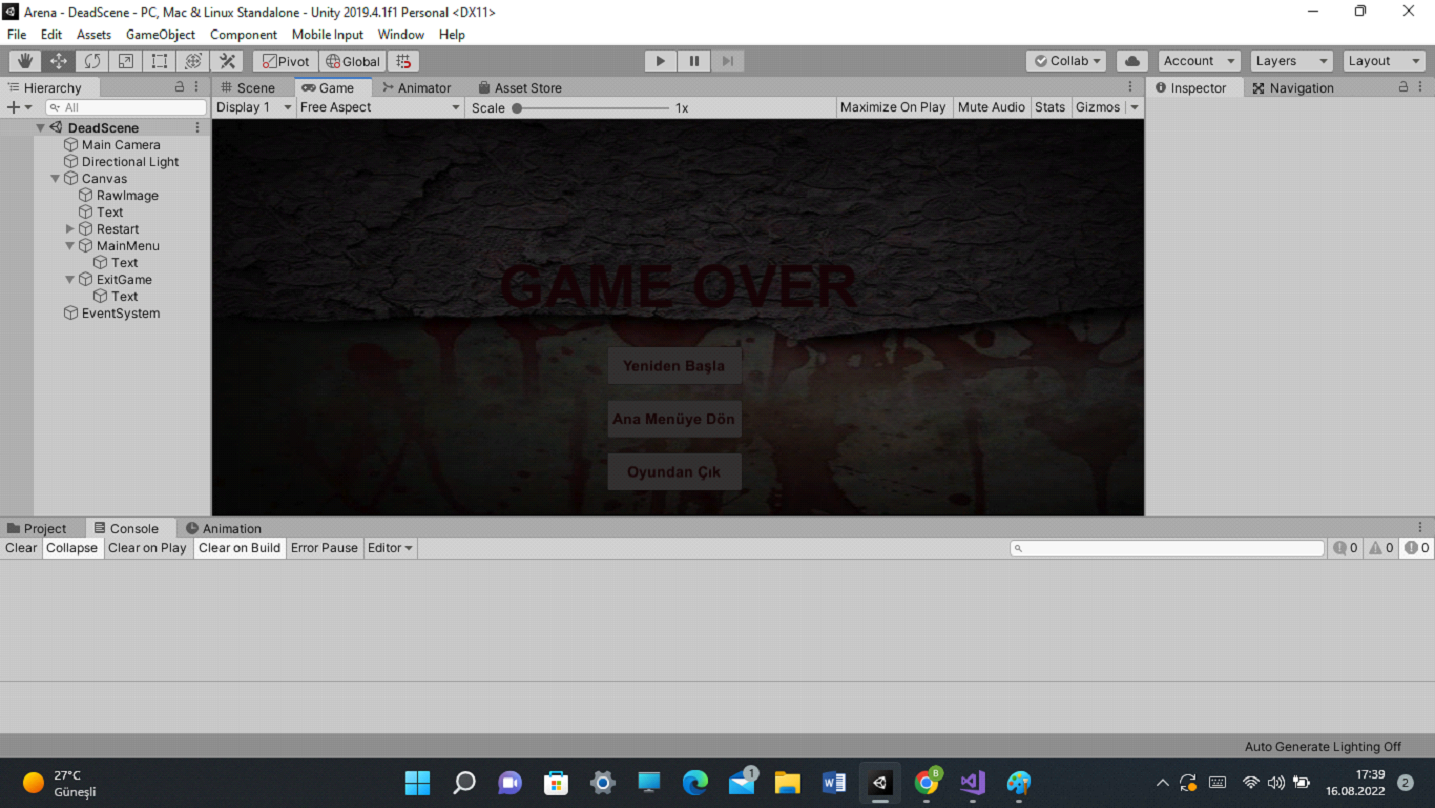 Arena - DeadScene - PC, Mac & Linux Standalone - Unity 2019.4.1f1 Personal <DX11>
File Edit Assets GameObject Component Mobile Input Window Help
Pivot Global Collab Account Layers Layout
Hierarchy Scene Game Animator Asset Store Inspector Navigation
All Display 1 Free Aspect Scale 1x Maximize On Play Mute Audio Stats Gizmos
DeadScene
Main Camera
Directional Light
Canvas
RawImage
Text
Restart
MainMenu
Text
ExitGame
Text
EventSystem
GAME OVER
Yeniden Başla
Ana Menüye Dön
Oyundan Çık
Project Console Animation
Clear Collapse Clear on Play Clear on Build Error Pause Editor 0 0 0
Auto Generate Lighting Off
27°C
Güneşli
1
B
W
17:39
16.08.2022
2